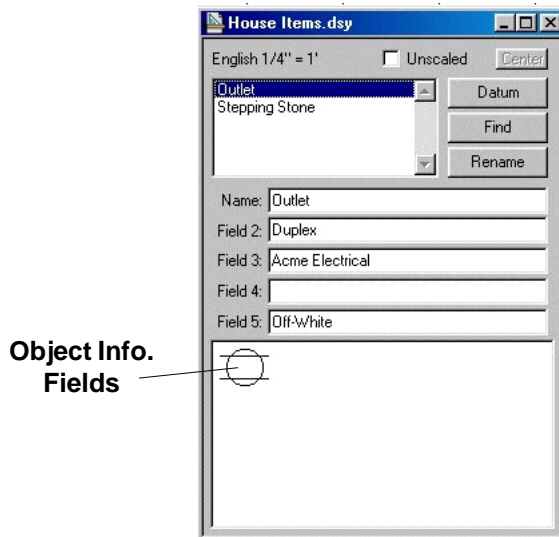 House Items.dsy
English 1/4" = 1'
Unscaled
Center
Outlet
Stepping Stone
Datum
Find
Rename
Name: Outlet
Field 2: Duplex
Field 3: Acme Electrical
Field 4:
Field 5: Off-White
Object Info.
Fields